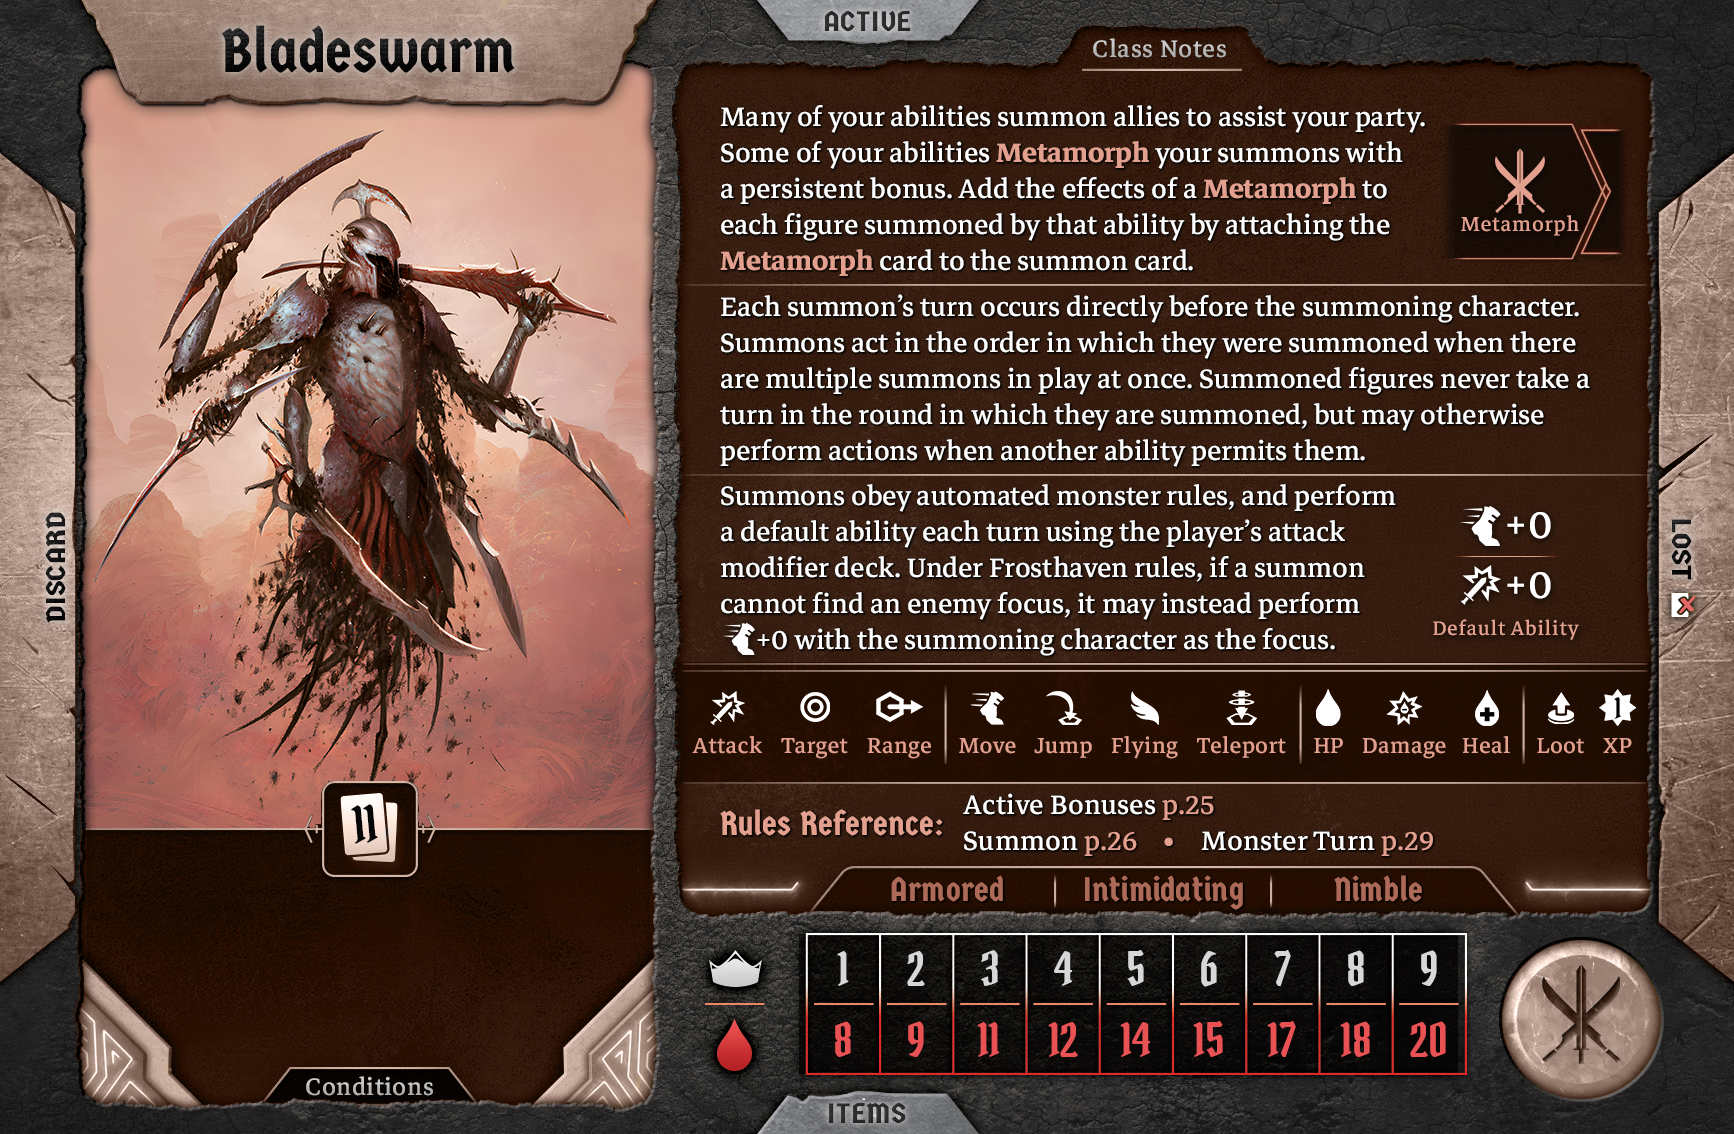 Bladeswarm
ACTIVE
Class Notes
Many of your abilities summon allies to assist your party.
Some of your abilities Metamorph your summons with
a persistent bonus. Add the effects of a Metamorph to
each figure summoned by that ability by attaching the
Metamorph card to the summon card.
Metamorph
Each summon's turn occurs directly before the summoning character.
Summons act in the order in which they were summoned when there
are multiple summons in play at once. Summoned figures never take a
turn in the round in which they are summoned, but may otherwise
perform actions when another ability permits them.
Summons obey automated monster rules, and perform
a default ability each turn using the player's attack
modifier deck. Under Frosthaven rules, if a summon
cannot find an enemy focus, it may instead perform
+0 with the summoning character as the focus.
+0
+0
Default Ability
DISCARD
LOST
1
Attack Target Range Move Jump Flying Teleport HP Damage Heal Loot XP
11
Rules Reference:
Active Bonuses p.25
Summon p.26 • Monster Turn p.29
Armored Intimidating Nimble
1 2 3 4 5 6 7 8 9
8 9 11 12 14 15 17 18 20
Conditions
ITEMS